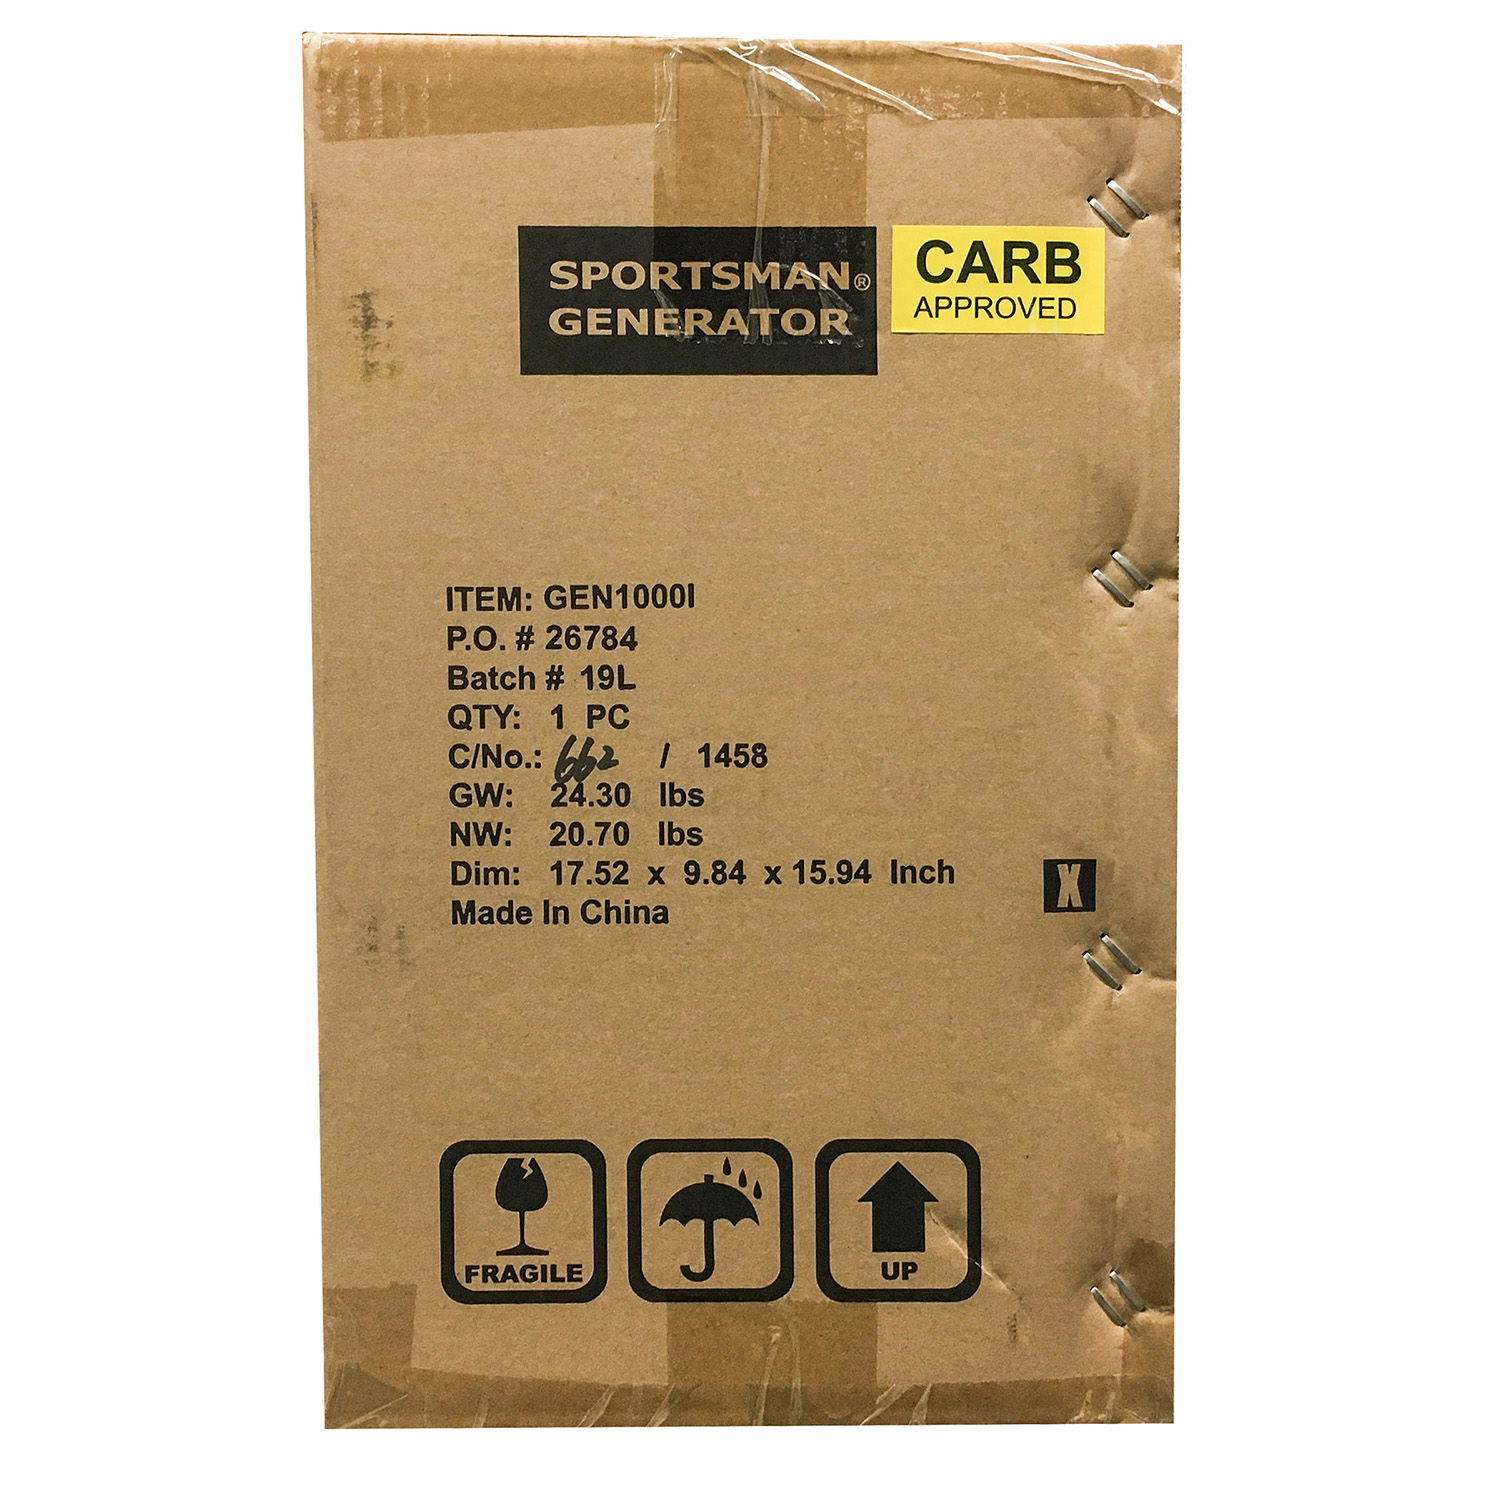 SPORTSMAN®
GENERATOR
CARB
APPROVED
ITEM: GEN1000I
P.O. # 26784
Batch # 19L
QTY: 1 PC
C/No.: 662 / 1458
GW: 24.30 lbs
NW: 20.70 lbs
Dim: 17.52 x 9.84 x 15.94 Inch
Made In China
X
FRAGILE
UP